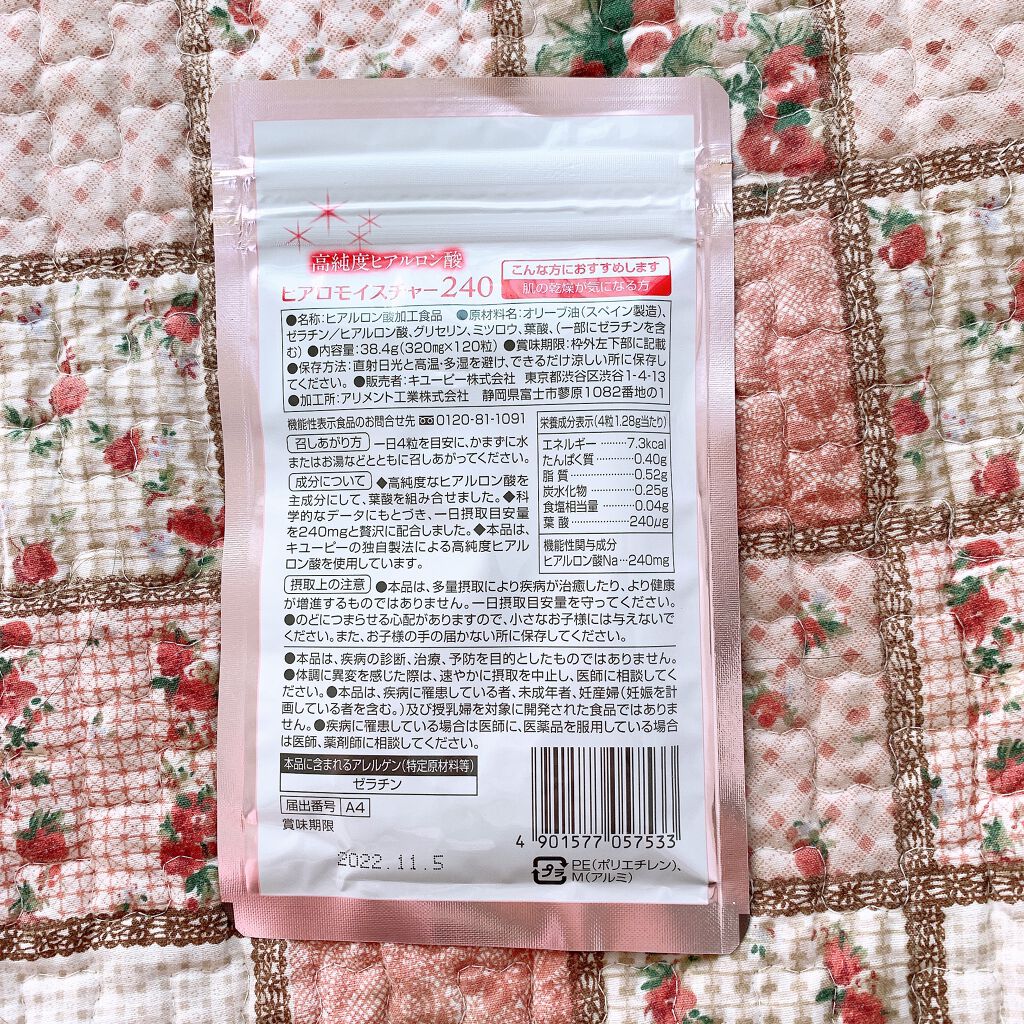 高純度ヒアルロン酸
ヒアロモイスチャー240
こんな方におすすめします
肌の乾燥が気になる方
●名称:ヒアルロン酸加工食品 ●原材料名:オリーブ油(スペイン製造)、
ゼラチン/ヒアルロン酸、グリセリン、ミツロウ、葉酸、(一部にゼラチンを含
む) ●内容量:38.4g(320mg×120粒) ●賞味期限:枠外左下部に記載
●保存方法:直射日光と高温・多湿を避け、できるだけ涼しい所に保存し
てください。●販売者:キユーピー株式会社 東京都渋谷区渋谷1-4-13
●加工所:アリメント工業株式会社 静岡県富士市蓼原1082番地の1
機能性表示食品のお問合せ先 0120-81-1091
召しあがり方 一日4粒を目安に、かまずに水
またはお湯などとともに召しあがってください。
成分について ◆高純度なヒアルロン酸を
主成分にして、葉酸を組み合せました。◆科
学的なデータにもとづき、一日摂取目安量
を240mgと贅沢に配合しました。◆本品は、
キユーピーの独自製法による高純度ヒアル
ロン酸を使用しています。
栄養成分表示(4粒1.28g当たり)
エネルギー………7.3kcal
たんぱく質………0.40g
脂質………0.52g
炭水化物………0.25g
食塩相当量………0.04g
葉酸………240μg
機能性関与成分
ヒアルロン酸Na…240mg
摂取上の注意 ●本品は、多量摂取により疾病が治癒したり、より健康
が増進するものではありません。一日摂取目安量を守ってください。
●のどにつまらせる心配がありますので、小さなお子様には与えないで
ください。また、お子様の手の届かない所に保存してください。
●本品は、疾病の診断、治療、予防を目的としたものではありません。
●体調に異変を感じた際は、速やかに摂取を中止し、医師に相談してく
ださい。●本品は、疾病に罹患している者、未成年者、妊産婦(妊娠を計
画している者を含む。)及び授乳婦を対象に開発された食品ではありま
せん。●疾病に罹患している場合は医師に、医薬品を服用している場合
は医師、薬剤師に相談してください。
本品に含まれるアレルゲン(特定原材料等)
ゼラチン
届出番号 A4
賞味期限
2022.11.5
4 901577 057533
プラ
PE(ポリエチレン)、
M(アルミ)